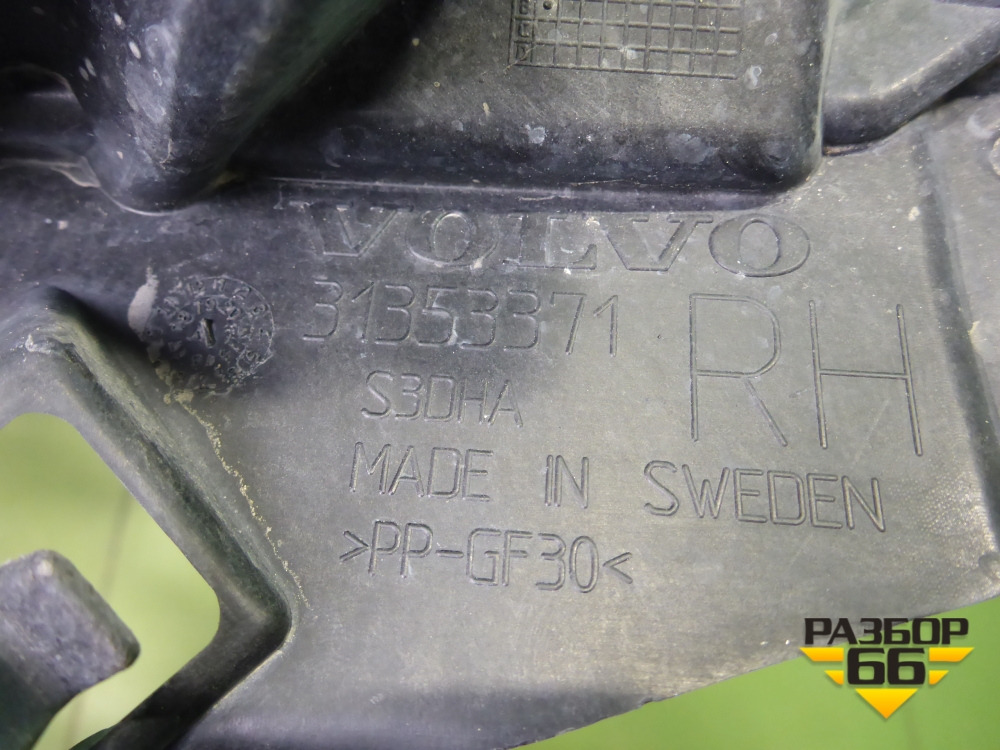 B
C
D
VOLVO
31353371
RH
S3DHA
MADE IN SWEDEN
>PP-GF30<
РАЗБОР
66